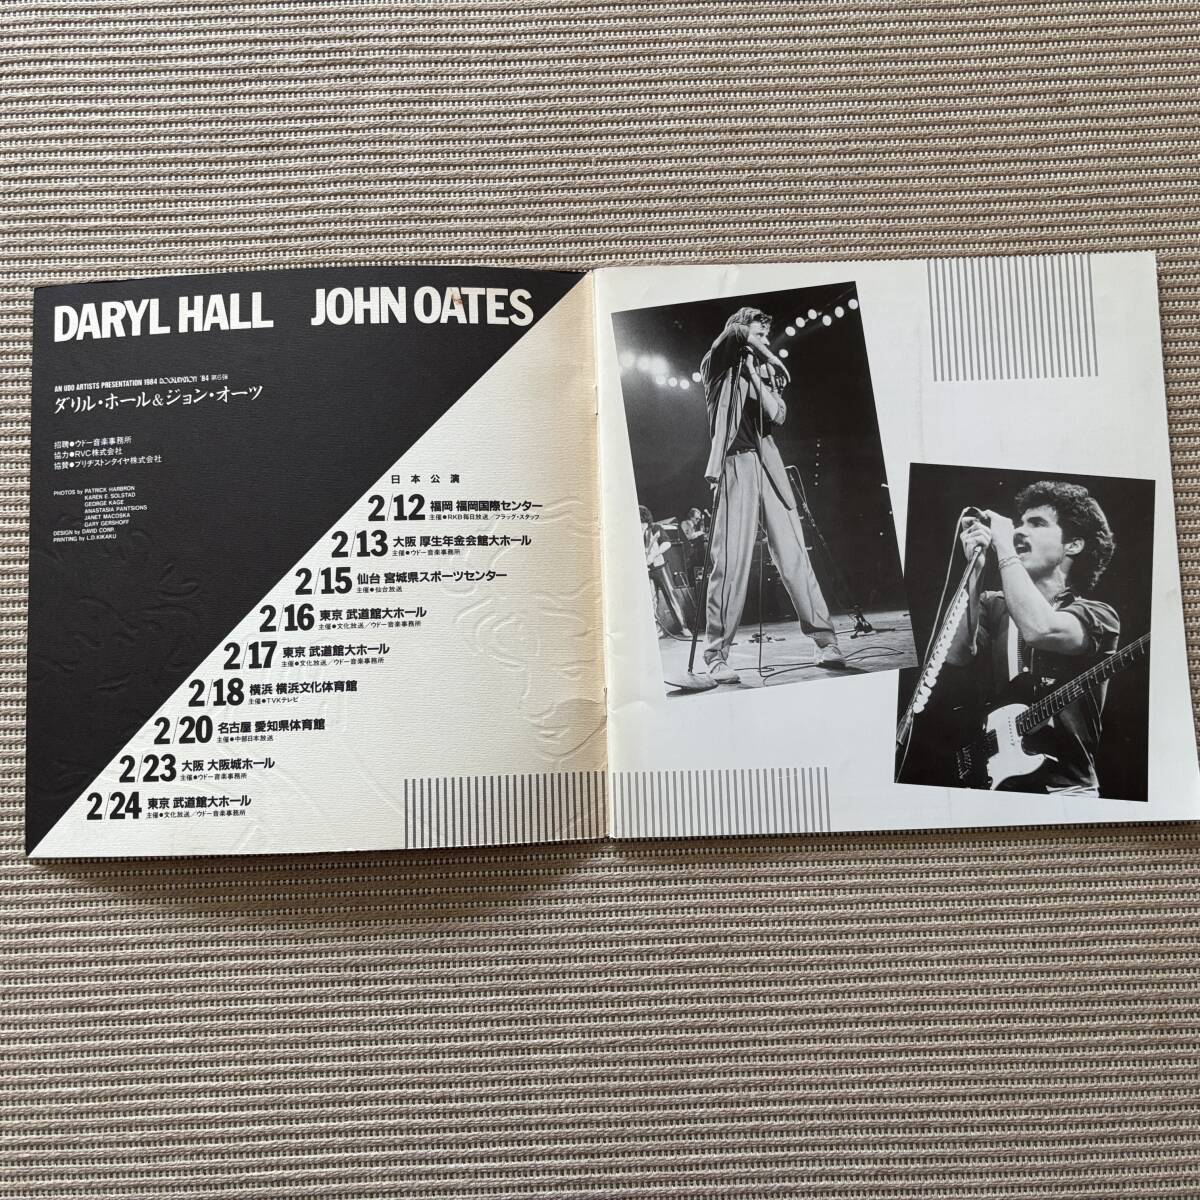 DARYL HALL JOHN OATES
AN UDO ARTISTS PRESENTATION 1984 ROCKUPATION '84 第6弾
ダリル・ホール&ジョン・オーツ
招聘●ウドー音楽事務所
協力●RVC株式会社
協賛●ブリヂストンタイヤ株式会社
PHOTOS by PATRICK HARBRON
KAREN E. SOLSTAD
GEORGE KAGE
ANASTASIA PANTSIONS
JANET MACOSKA
GARY GERSHOFF
DESIGN by DAVID CORP.
PRINTING by L.D.KIKAKU
日本公演
2/12 福岡 福岡国際センター
主催●RKB毎日放送/フラッグ・スタッフ
2/13 大阪 厚生年金会館大ホール
主催●ウドー音楽事務所
2/15 仙台 宮城県スポーツセンター
主催●仙台放送
2/16 東京 武道館大ホール
主催●文化放送/ウドー音楽事務所
2/17 東京 武道館大ホール
主催●文化放送/ウドー音楽事務所
2/18 横浜 横浜文化体育館
主催●TVKテレビ
2/20 名古屋 愛知県体育館
主催●中部日本放送
2/23 大阪 大阪城ホール
主催●ウドー音楽事務所
2/24 東京 武道館大ホール
主催●文化放送/ウドー音楽事務所